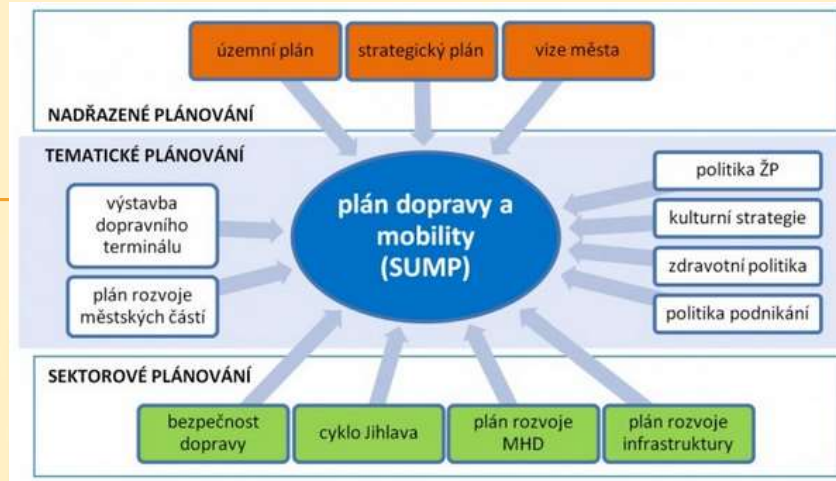 územní plán
strategický plán
vize města
NADŘAZENÉ PLÁNOVÁNÍ
TEMATICKÉ PLÁNOVÁNÍ
výstavba
dopravního
terminálu
plán rozvoje
městských částí
plán dopravy a
mobility
(SUMP)
politika ŽP
kulturní strategie
zdravotní politika
politika podnikání
SEKTOROVÉ PLÁNOVÁNÍ
bezpečnost
dopravy
cyklo Jihlava
plán rozvoje
MHD
plán rozvoje
infrastruktury